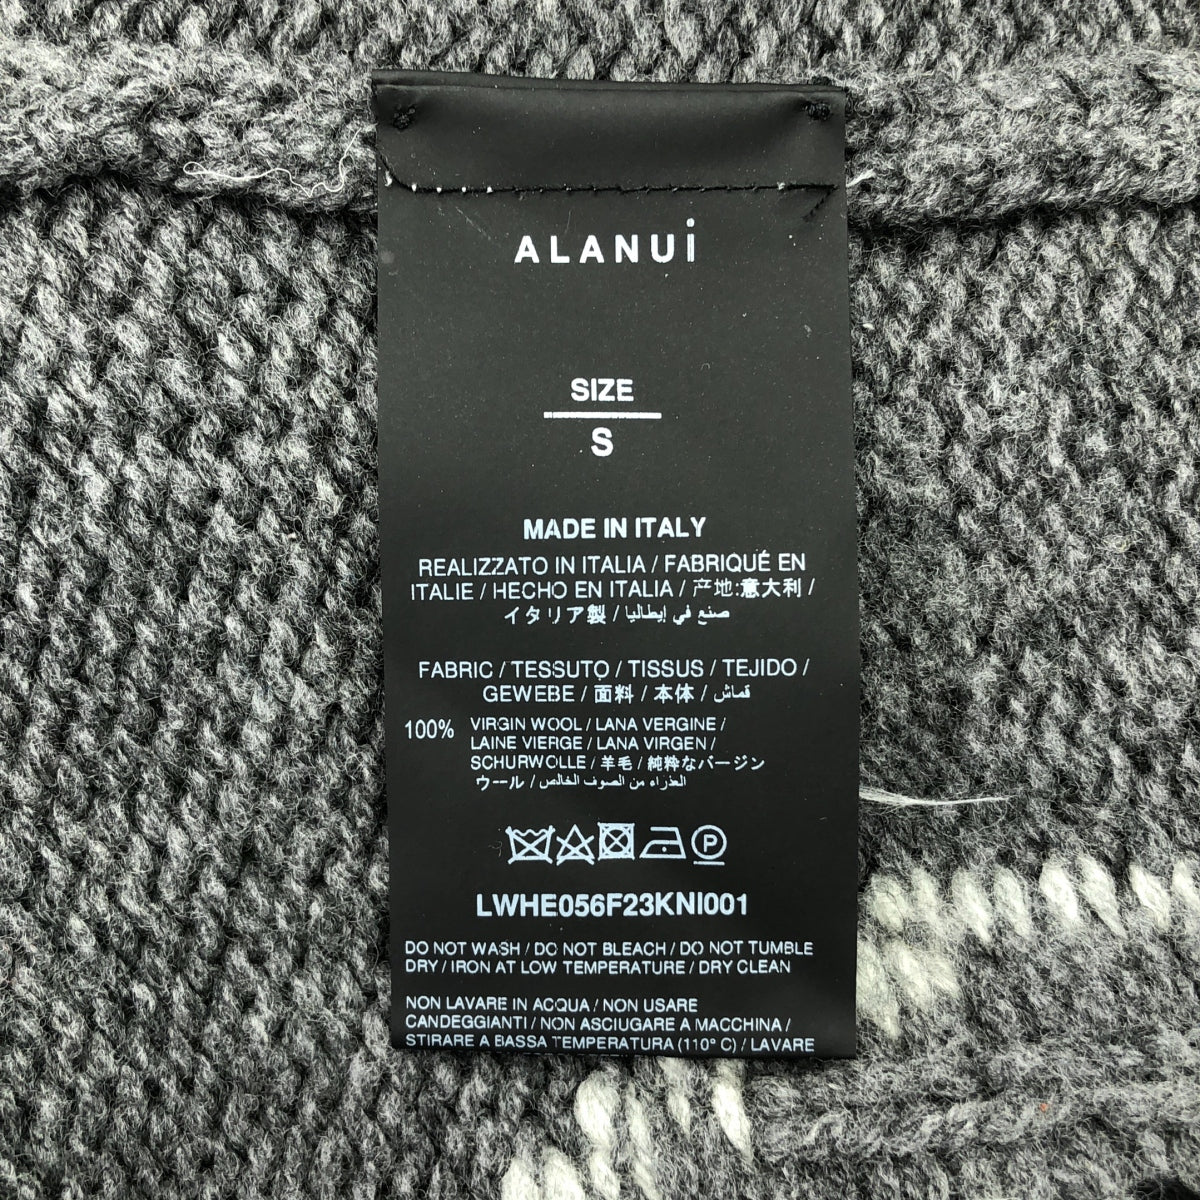 ALANUi
SIZE
S
MADE IN ITALY
REALIZZATO IN ITALIA / FABRIQUÉ EN
ITALIE / HECHO EN ITALIA / 产地:意大利 /
イタリア製 / صنع في إيطاليا
FABRIC / TESSUTO / TISSUS / TEJIDO /
GEWEBE / 面料 / 本体 / قماش
100% VIRGIN WOOL / LANA VERGINE /
LAINE VIERGE / LANA VIRGEN /
SCHURWOLLE / 羊毛 / 純粋なバージン
ウール / العذراء من الصوف الخالص
P
LWHE056F23KNI001
DO NOT WASH / DO NOT BLEACH / DO NOT TUMBLE
DRY / IRON AT LOW TEMPERATURE / DRY CLEAN
NON LAVARE IN ACQUA / NON USARE
CANDEGGIANTI / NON ASCIUGARE A MACCHINA /
STIRARE A BASSA TEMPERATURA (110° C) / LAVARE